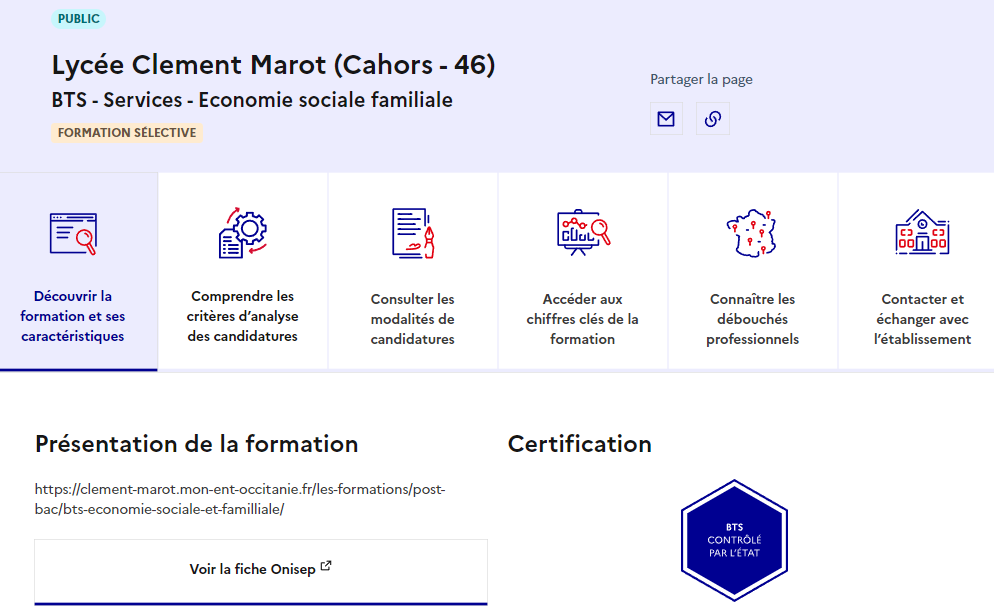 PUBLIC
Lycée Clement Marot (Cahors - 46)
BTS - Services - Economie sociale familiale
FORMATION SÉLECTIVE
Partager la page
Découvrir la
formation et ses
caractéristiques
Comprendre les
critères d'analyse
des candidatures
Consulter les
modalités de
candidatures
Accéder aux
chiffres clés de la
formation
Connaître les
débouchés
professionnels
Contacter et
échanger avec
l'établissement
Présentation de la formation
https://clement-marot.mon-ent-occitanie.fr/les-formations/post-
bac/bts-economie-sociale-et-familliale/
Voir la fiche Onisep
Certification
BTS
CONTRÔLÉ
PAR L'ÉTAT